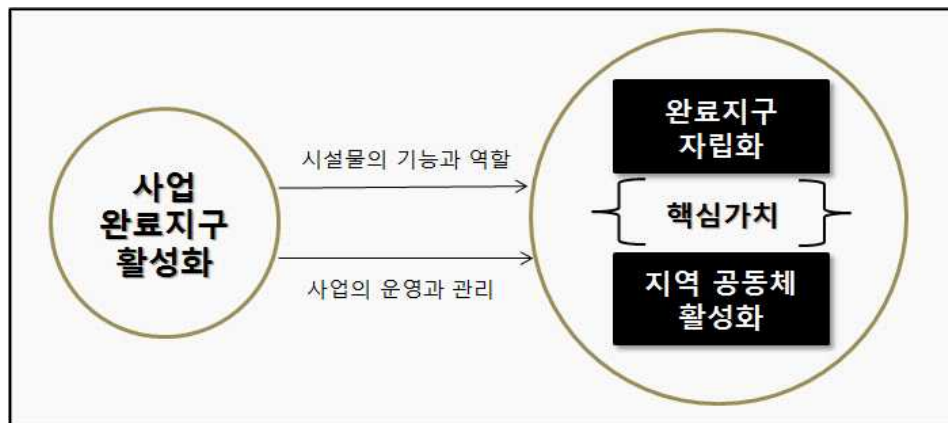 사업
완료지구
활성화
시설물의 기능과 역할
사업의 운영과 관리
완료지구
자립화
핵심가치
지역 공동체
활성화